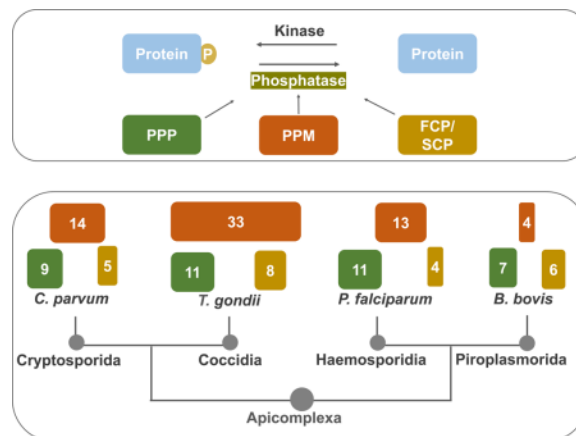 Kinase
Protein P
Protein
Phosphatase
PPP
PPM
FCP/
SCP
14
33
13
4
9
5
11
8
11
4
7
6
C. parvum
T. gondii
P. falciparum
B. bovis
Cryptosporida
Coccidia
Haemosporidia
Piroplasmorida
Apicomplexa